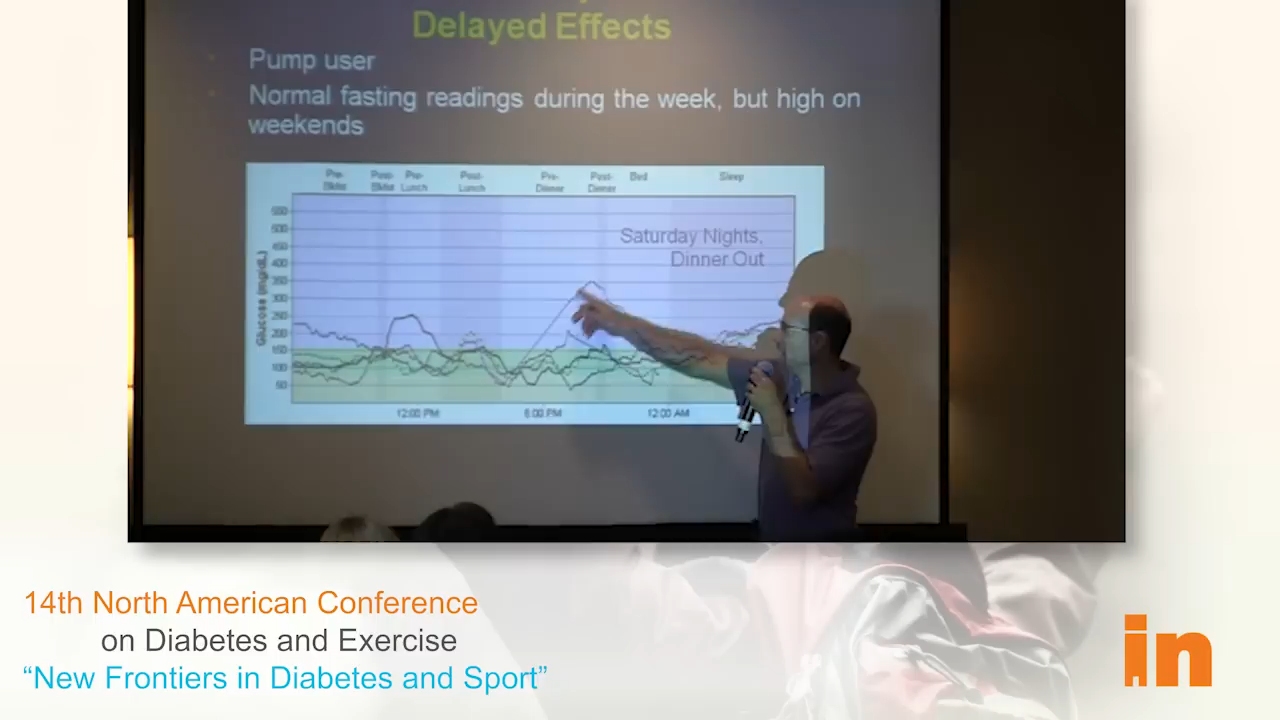 Delayed Effects
Pump user
Normal fasting readings during the week, but high on
weekends
Pre- Post- Pre- Post- Pre- Post- Bed Sleep
Bkfst Bkfst Lunch Lunch Dinner Dinner
Saturday Nights,
Dinner Out
Glucose (mg/dL)
550
500
450
400
350
300
250
200
150
100
50
12:00 PM 6:00 PM 12:00 AM
14th North American Conference
on Diabetes and Exercise
“New Frontiers in Diabetes and Sport”
in